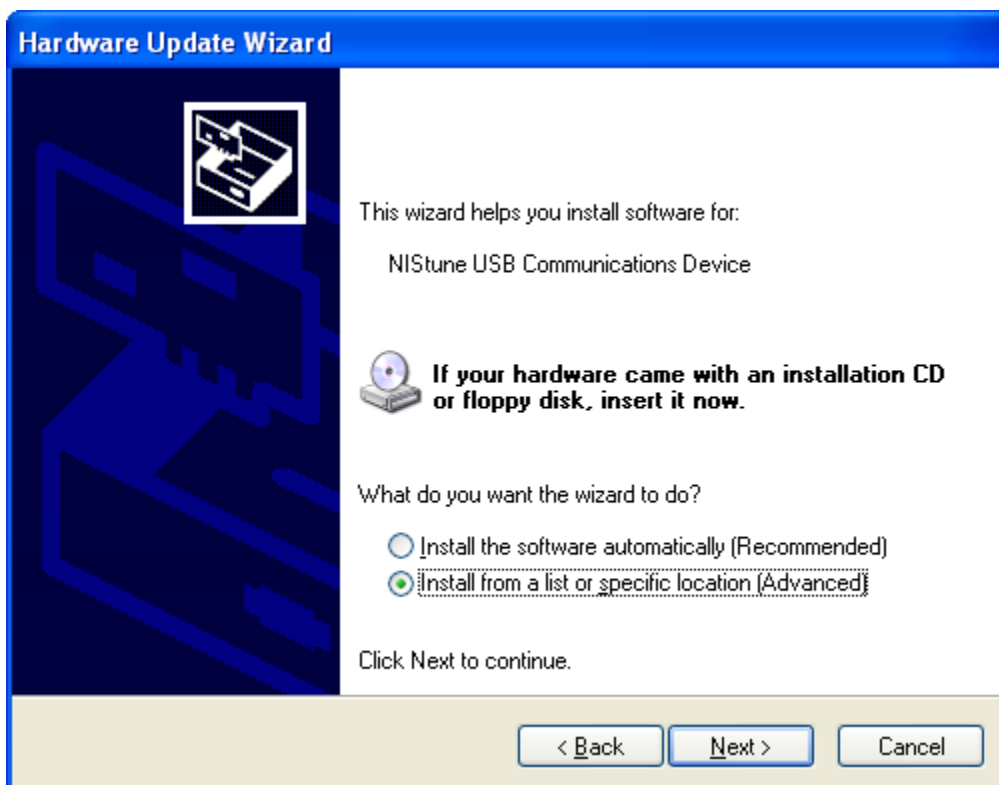 Hardware Update Wizard
This wizard helps you install software for:
NIStune USB Communications Device
If your hardware came with an installation CD
or floppy disk, insert it now.
What do you want the wizard to do?
Install the software automatically (Recommended)
Install from a list or specific location (Advanced)
Click Next to continue.
< Back
Next >
Cancel